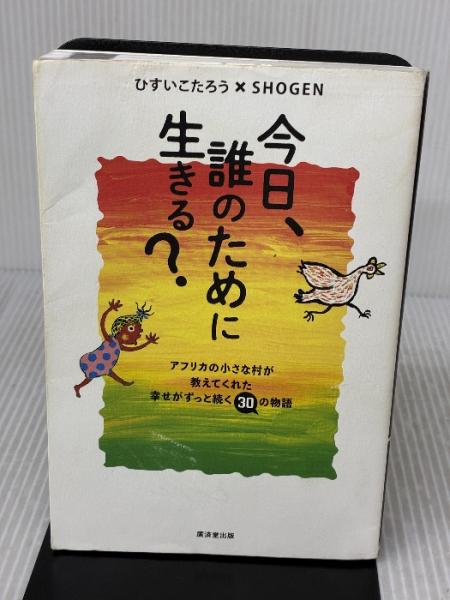 ひすいこたろう×SHOGEN
今日、
誰のために
生きる?
アフリカの小さな村が
教えてくれた
幸せがずっと続く30の物語
廣済堂出版